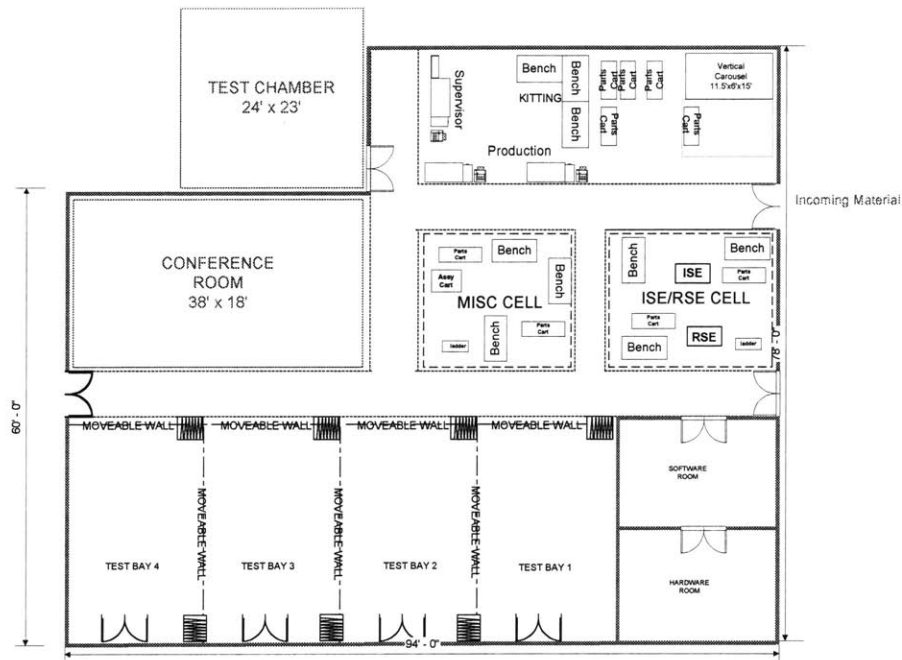 TEST CHAMBER
24' x 23'
Supervisor
Bench
Bench
KITTING
Bench
Parts
Cart
Parts
Cart
Parts
Cart
Parts
Cart
Parts
Cart
Vertical
Carousel
11.5'x6'x15'
Production
Incoming Material
CONFERENCE
ROOM
38' x 18'
Parts
Cart
Bench
Assy
Cart
Bench
MISC CELL
Parts
Cart
Bench
ladder
Bench
Bench
ISE
Parts
Cart
ISE/RSE CELL
Parts
Cart
RSE
Bench
ladder
78' - 0"
60' - 0"
MOVEABLE WALL
MOVEABLE WALL
MOVEABLE WALL
MOVEABLE WALL
MOVEABLE WALL
MOVEABLE WALL
MOVEABLE WALL
SOFTWARE
ROOM
TEST BAY 4
TEST BAY 3
TEST BAY 2
TEST BAY 1
HARDWARE
ROOM
94' - 0"